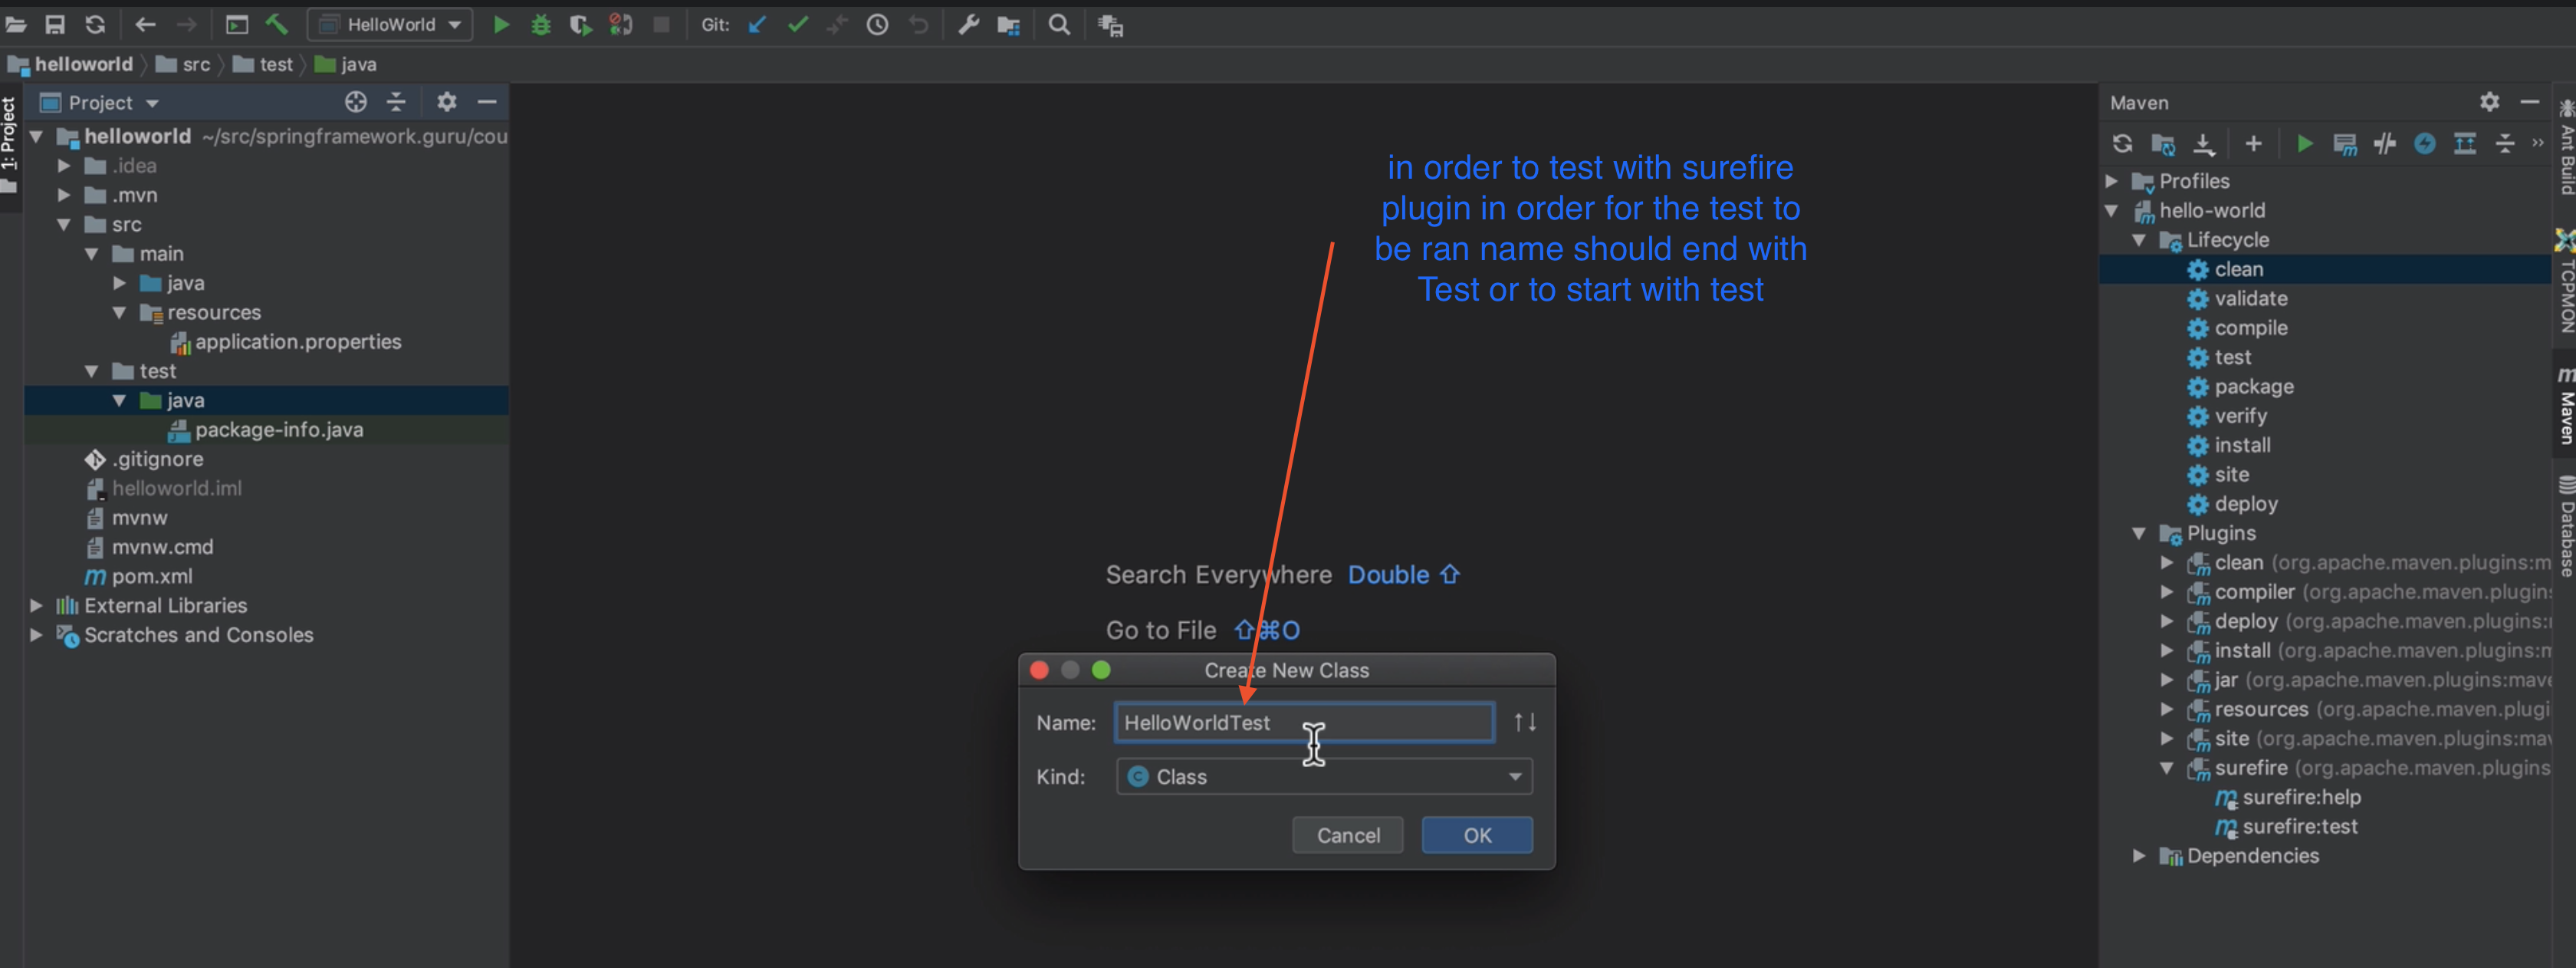 HelloWorld
Git:
helloworld
src
test
java
1: Project
Project
helloworld ~/src/springframework.guru/cou
.idea
.mvn
src
main
java
resources
application.properties
test
java
package-info.java
.gitignore
helloworld.iml
mvnw
mvnw.cmd
m pom.xml
External Libraries
Scratches and Consoles
in order to test with surefire
plugin in order for the test to
be ran name should end with
Test or to start with test
Search Everywhere Double ⇧
Go to File ⇧⌘O
Create New Class
Name: HelloWorldTest
Kind: C Class
Cancel OK
Maven
Profiles
hello-world
Lifecycle
clean
validate
compile
test
package
verify
install
site
deploy
Plugins
clean (org.apache.maven.plugins:m
compiler (org.apache.maven.plugins:
deploy (org.apache.maven.plugins:
install (org.apache.maven.plugins:m
jar (org.apache.maven.plugins:mave
resources (org.apache.maven.plugi
site (org.apache.maven.plugins:mav
surefire (org.apache.maven.plugins
surefire:help
surefire:test
Dependencies
Ant Build
TCPMON
m Maven
Database